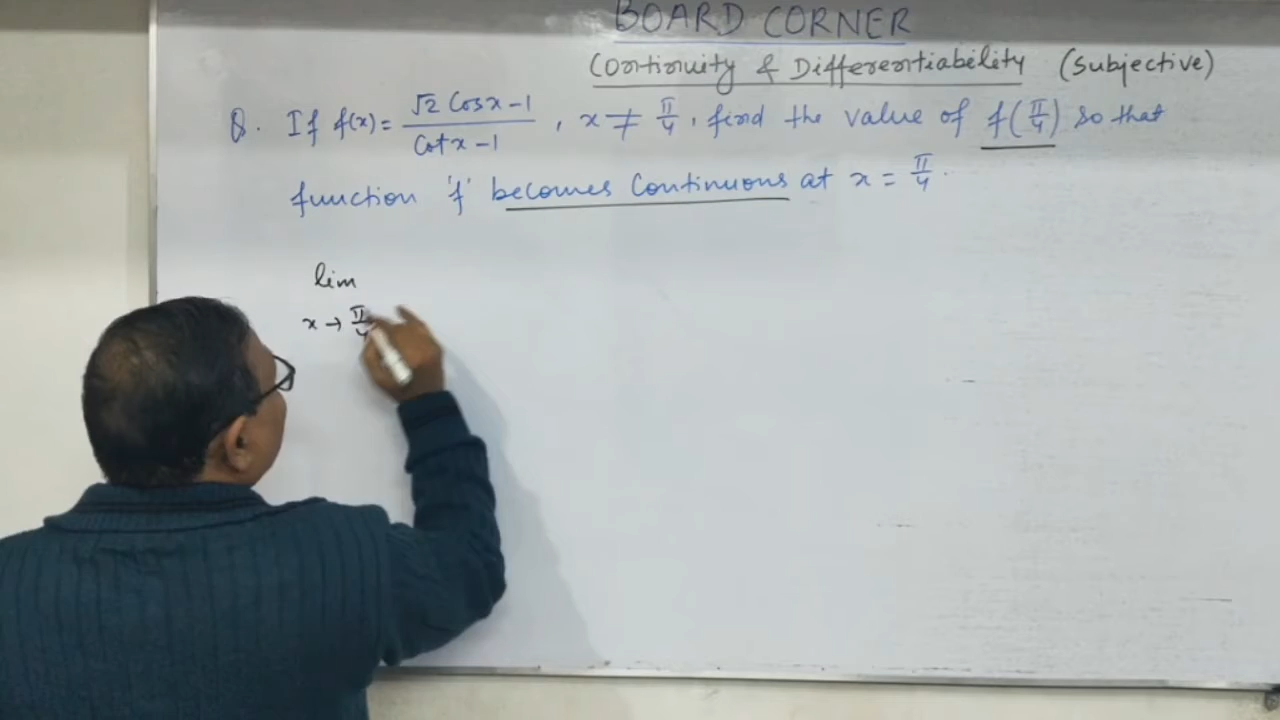 BOARD CORNER
Continuity & Differentiability (Subjective)
Q. If f(x) = (√2 Cosx - 1)/(Cotx - 1), x ≠ π/4, find the value of f(π/4) so that
function 'f' becomes continuous at x = π/4.
lim
x → π/4